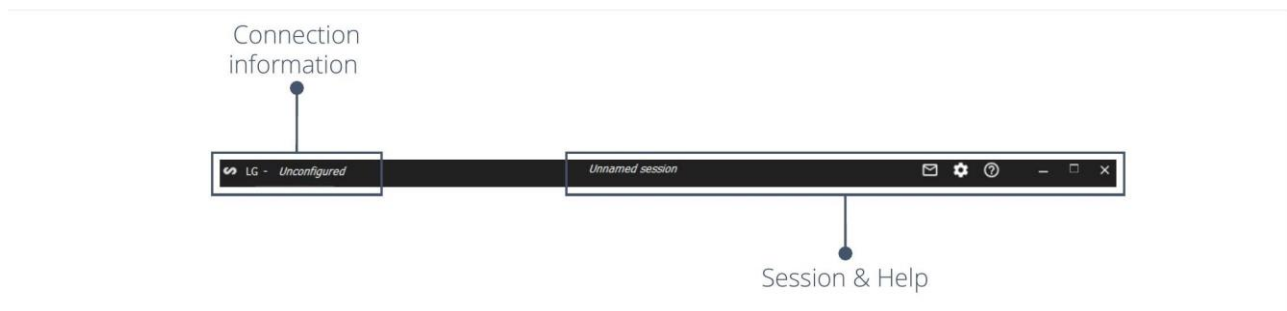 Connection
information
LG - Unconfigured
Unnamed session
Session & Help